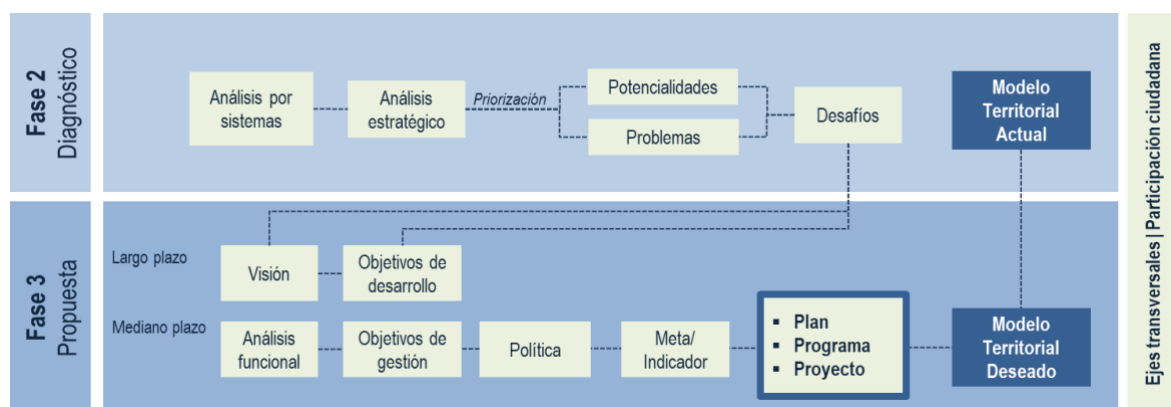 Fase 2
Diagnóstico
Análisis por
sistemas
Análisis
estratégico
Priorización
Potencialidades
Problemas
Desafíos
Modelo
Territorial
Actual
Fase 3
Propuesta
Largo plazo
Visión
Objetivos de
desarrollo
Mediano plazo
Análisis
funcional
Objetivos de
gestión
Política
Meta/
Indicador
▪ Plan
▪ Programa
▪ Proyecto
Modelo
Territorial
Deseado
Ejes transversales | Participación ciudadana